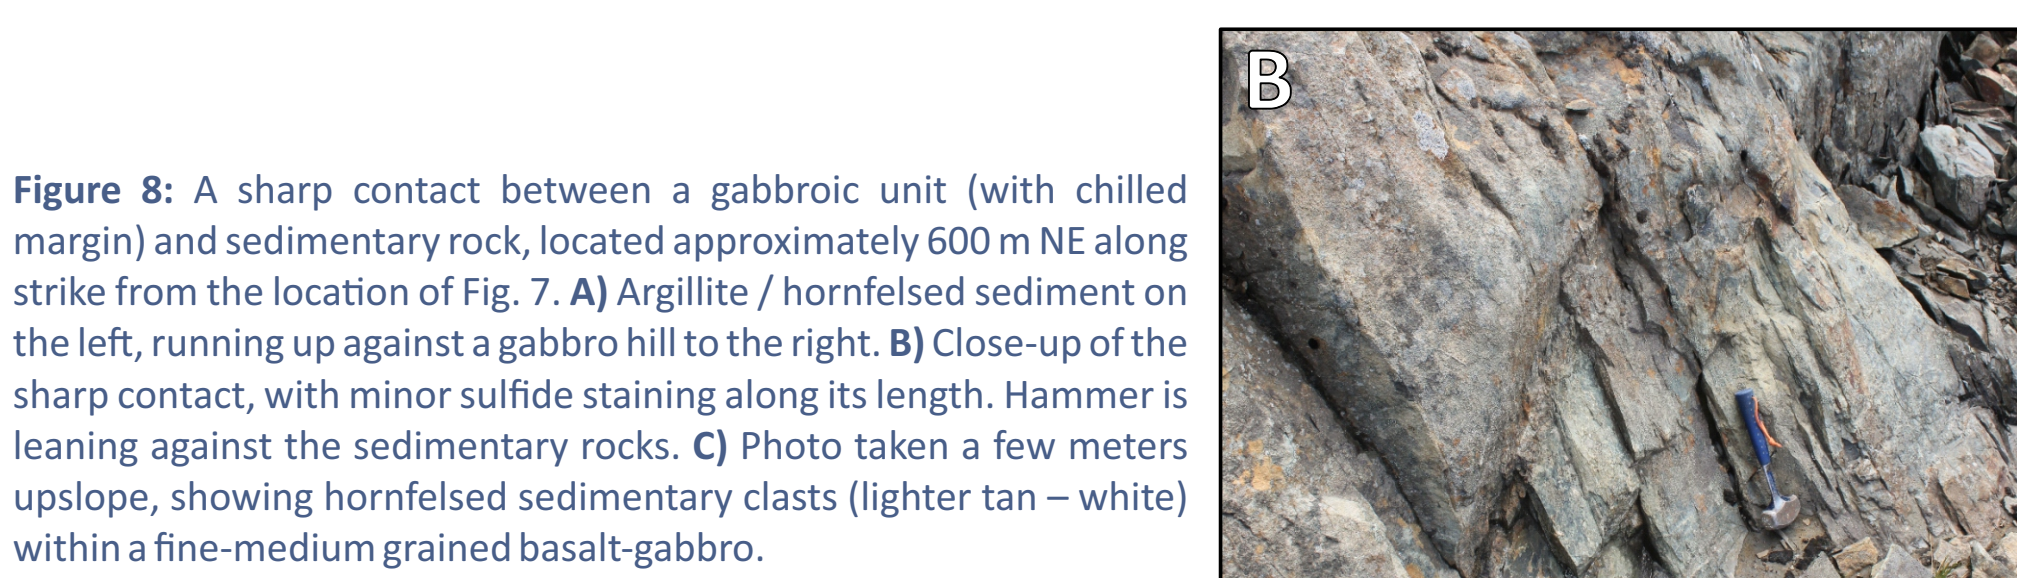 Figure 8: A sharp contact between a gabbroic unit (with chilled
margin) and sedimentary rock, located approximately 600 m NE along
strike from the location of Fig. 7. A) Argillite / hornfelsed sediment on
the left, running up against a gabbro hill to the right. B) Close-up of the
sharp contact, with minor sulfide staining along its length. Hammer is
leaning against the sedimentary rocks. C) Photo taken a few meters
upslope, showing hornfelsed sedimentary clasts (lighter tan – white)
within a fine-medium grained basalt-gabbro.
B